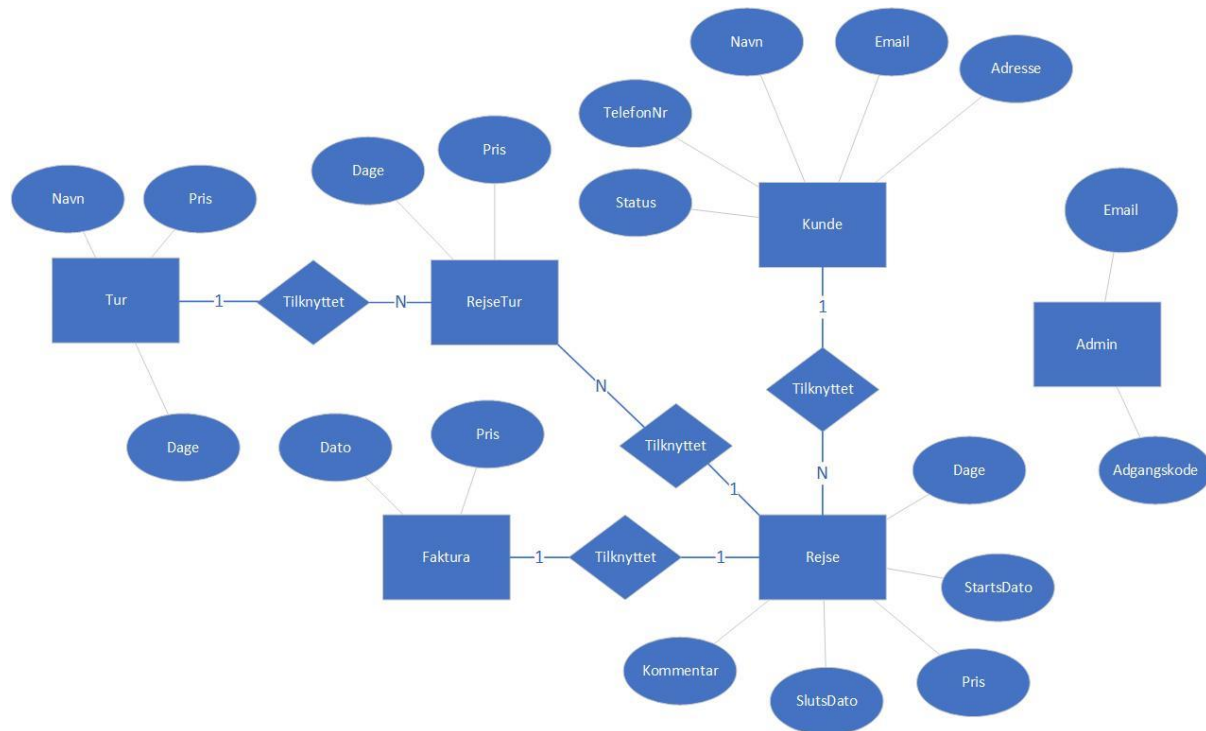 Navn
Email
Adresse
TelefonNr
Status
Kunde
Dage
Pris
Navn
Pris
Tur
1
Tilknyttet
N
RejseTur
Dage
1
Tilknyttet
N
Email
Admin
Adgangskode
N
Tilknyttet
1
Dato
Pris
Faktura
1
Tilknyttet
1
Rejse
Dage
StartsDato
Pris
SlutsDato
Kommentar